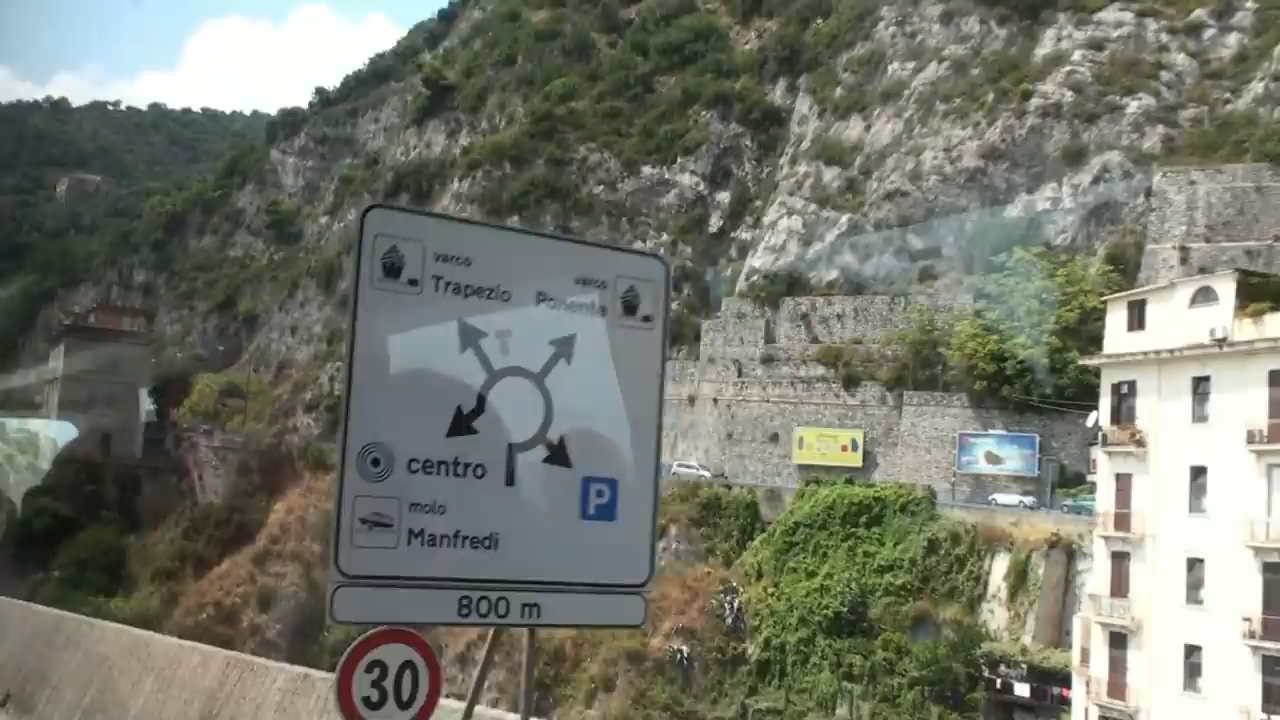 varco
Trapezio
varco
Ponente
centro
P
molo
Manfredi
800 m
30